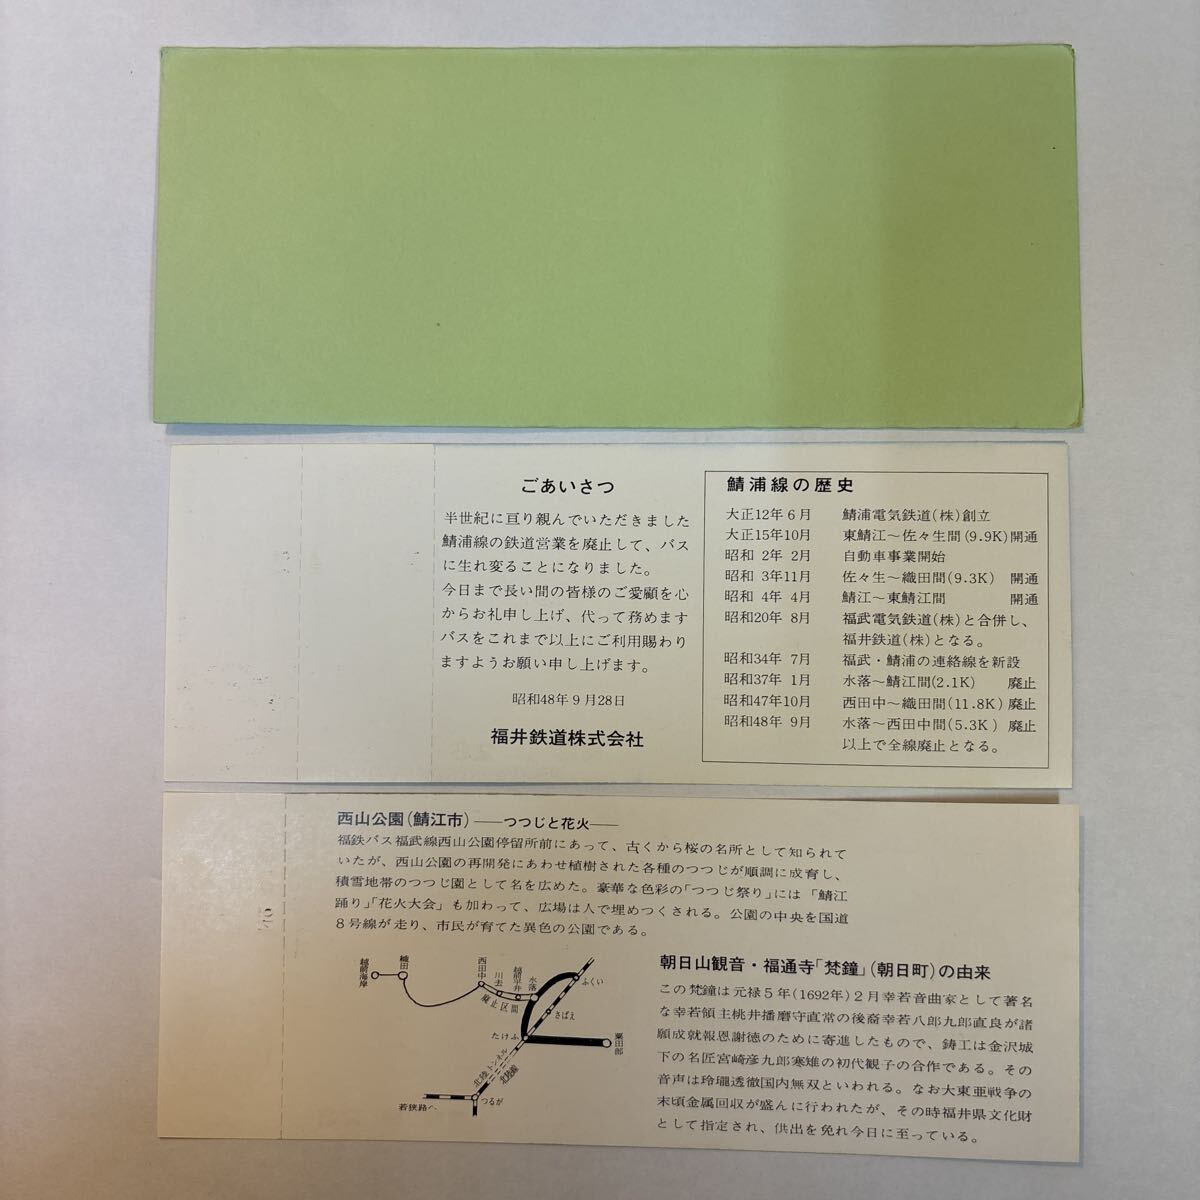 ごあいさつ
半世紀に亘り親んでいただきました
鯖浦線の鉄道営業を廃止して、バス
に生れ変ることになりました。
今日まで長い間の皆様のご愛顧を心
からお礼申し上げ、代って務めます
バスをこれまで以上にご利用賜わり
ますようお願い申し上げます。
昭和48年9月28日
福井鉄道株式会社
鯖浦線の歴史
大正12年6月 鯖浦電気鉄道(株)創立
大正15年10月 東鯖江〜佐々生間(9.9K)開通
昭和 2年 2月 自動車事業開始
昭和 3年11月 佐々生〜織田間(9.3K) 開通
昭和 4年 4月 鯖江〜東鯖江間 開通
昭和20年 8月 福武電気鉄道(株)と合併し、
福井鉄道(株)となる。
昭和34年 7月 福武・鯖浦の連絡線を新設
昭和37年 1月 水落〜鯖江間(2.1K) 廃止
昭和47年10月 西田中〜織田間(11.8K)廃止
昭和48年 9月 水落〜西田中間(5.3K) 廃止
以上で全線廃止となる。
西山公園(鯖江市)──つつじと花火──
福鉄バス福武線西山公園停留所前にあって、古くから桜の名所として知られて
いたが、西山公園の再開発にあわせ植樹された各種のつつじが順調に成育し、
積雪地帯のつつじ園として名を広めた。豪華な色彩の「つつじ祭り」には「鯖江
踊り」「花火大会」も加わって、広場は人で埋めつくされる。公園の中央を国道
8号線が走り、市民が育てた異色の公園である。
越前海岸
織田
西田中
川去
越前平井
水落
廃止区間
ふくい
さばえ
たけふ
粟田部
北陸トンネル
北陸線
つるが
若狭路へ
朝日山観音・福通寺「梵鐘」(朝日町)の由来
この梵鐘は元禄5年(1692年)2月幸若音曲家として著名
な幸若領主桃井播磨守直常の後裔幸若八郎九郎直良が諸
願成就報恩謝徳のために寄進したもので、鋳工は金沢城
下の名匠宮崎彦九郎寒雉の初代観子の合作である。その
音声は玲瓏透徹国内無双といわれる。なお大東亜戦争の
末頃金属回収が盛んに行われたが、その時福井県文化財
として指定され、供出を免れ今日に至っている。